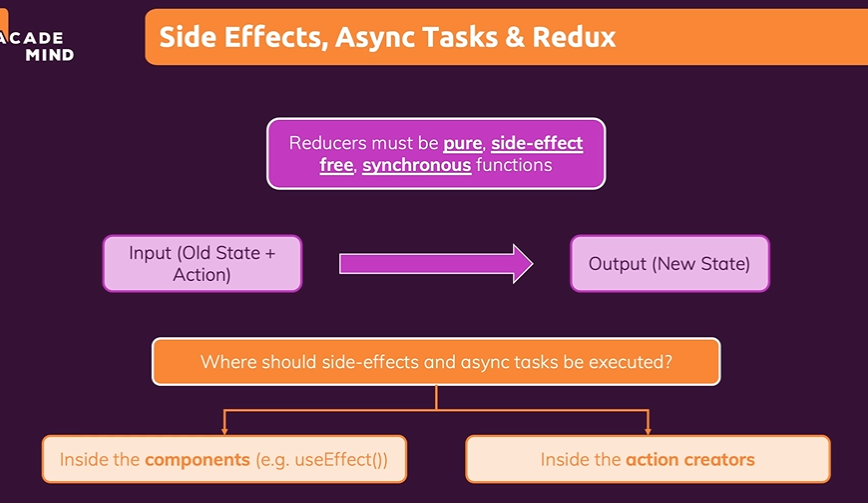 ACADE
MIND
Side Effects, Async Tasks & Redux
Reducers must be pure, side-effect
free, synchronous functions
Input (Old State +
Action)
Output (New State)
Where should side-effects and async tasks be executed?
Inside the components (e.g. useEffect())
Inside the action creators